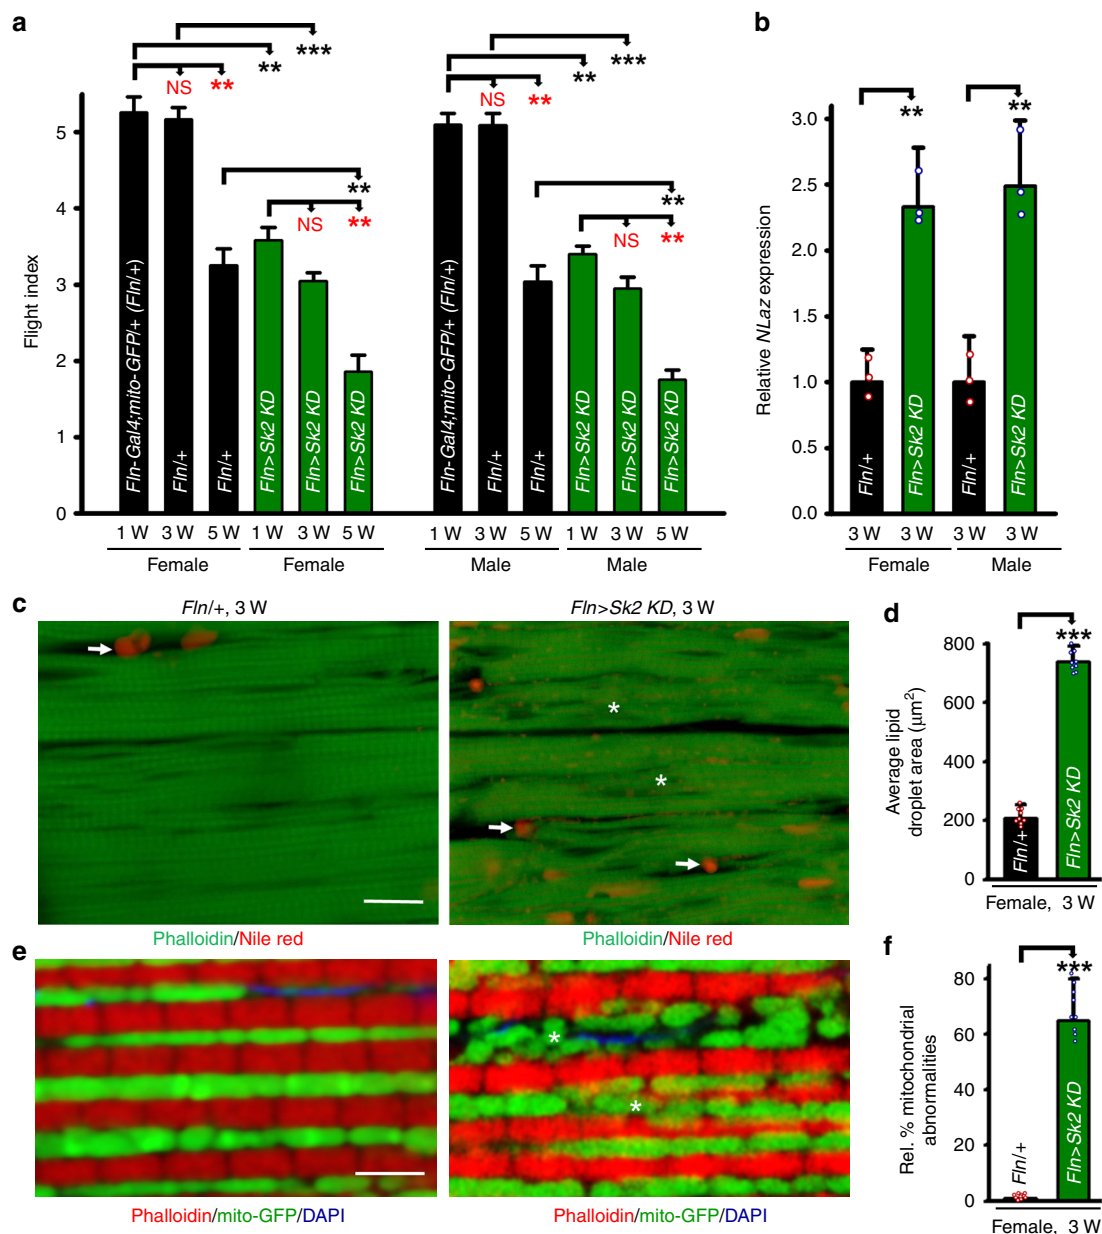 a
***
**
NS
**
**
NS
**
***
**
NS
**
**
NS
**
Flight index
5
4
3
2
1
0
Fln-Gal4;mito-GFP/+ (Fln/+)
Fln/+
Fln/+
Fln>Sk2 KD
Fln>Sk2 KD
Fln>Sk2 KD
Fln-Gal4;mito-GFP/+ (Fln/+)
Fln/+
Fln/+
Fln>Sk2 KD
Fln>Sk2 KD
Fln>Sk2 KD
1 W 3 W 5 W 1 W 3 W 5 W 1 W 3 W 5 W 1 W 3 W 5 W
Female Female Male Male
b
** **
Relative NLaz expression
3.0
2.5
2.0
1.5
1.0
0.5
0.0
Fln/+
Fln>Sk2 KD
Fln/+
Fln>Sk2 KD
3 W 3 W 3 W 3 W
Female Male
c
Fln/+, 3 W
Fln>Sk2 KD, 3 W
*
*
Phalloidin/Nile red
Phalloidin/Nile red
d
***
Average lipid
droplet area (μm²)
800
600
400
200
0
Fln/+
Fln>Sk2 KD
Female, 3 W
e
*
*
Phalloidin/mito-GFP/DAPI
Phalloidin/mito-GFP/DAPI
f
***
Rel. % mitochondrial
abnormalities
80
60
40
20
0
Fln/+
Fln>Sk2 KD
Female, 3 W